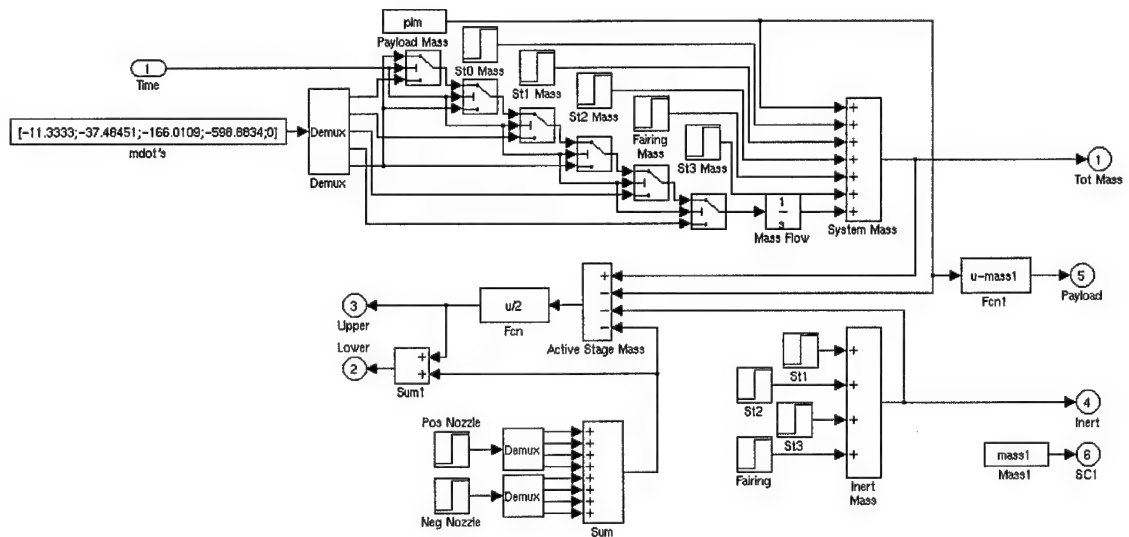 plm
Payload Mass
1
Time
St0 Mass
St1 Mass
St2 Mass
Fairing
Mass
St3 Mass
[-11.3333;-37.48451;-166.0109;-598.8834;0]
mdot's
Demux
Demux
1
s
Mass Flow
+
+
+
+
+
+
+
System Mass
1
Tot Mass
u-mass1
Fcn1
5
Payload
+
−
−
−
Active Stage Mass
u/2
Fcn
3
Upper
Lower
2
+
+
Sum1
St1
St2
St3
Fairing
+
+
+
+
Inert
Mass
4
Inert
mass1
Mass1
6
SC1
Pos Nozzle
Demux
Demux
Neg Nozzle
+
+
+
+
+
+
+
+
Sum